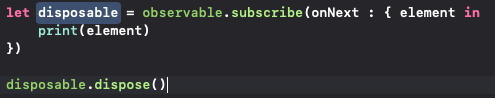 let disposable = observable.subscribe(onNext : { element in
    print(element)
})

disposable.dispose()